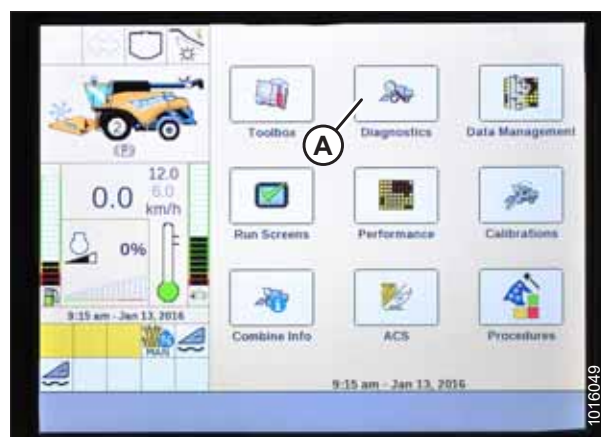 12.0
0.0 6.0
km/h
0%
9:15 am - Jan 13, 2016
MAN
Toolbox
Diagnostics
Data Management
A
Run Screens
Performance
Calibrations
Combine Info
ACS
Procedures
9:15 am - Jan 13, 2016
1016049